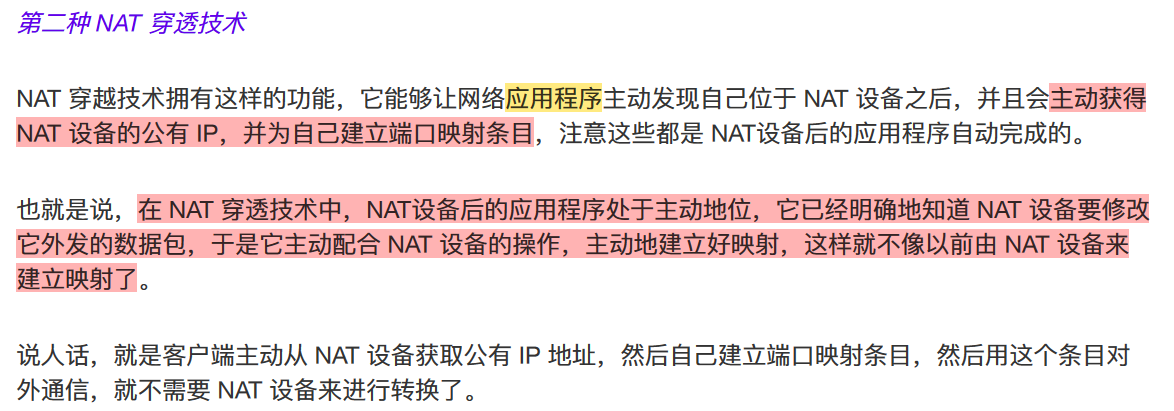 第二种 NAT 穿透技术
NAT 穿越技术拥有这样的功能，它能够让网络应用程序主动发现自己位于 NAT 设备之后，并且会主动获得
NAT 设备的公有 IP，并为自己建立端口映射条目，注意这些都是 NAT设备后的应用程序自动完成的。
也就是说，在 NAT 穿透技术中，NAT设备后的应用程序处于主动地位，它已经明确地知道 NAT 设备要修改
它外发的数据包，于是它主动配合 NAT 设备的操作，主动地建立好映射，这样就不像以前由 NAT 设备来
建立映射了。
说人话，就是客户端主动从 NAT 设备获取公有 IP 地址，然后自己建立端口映射条目，然后用这个条目对
外通信，就不需要 NAT 设备来进行转换了。